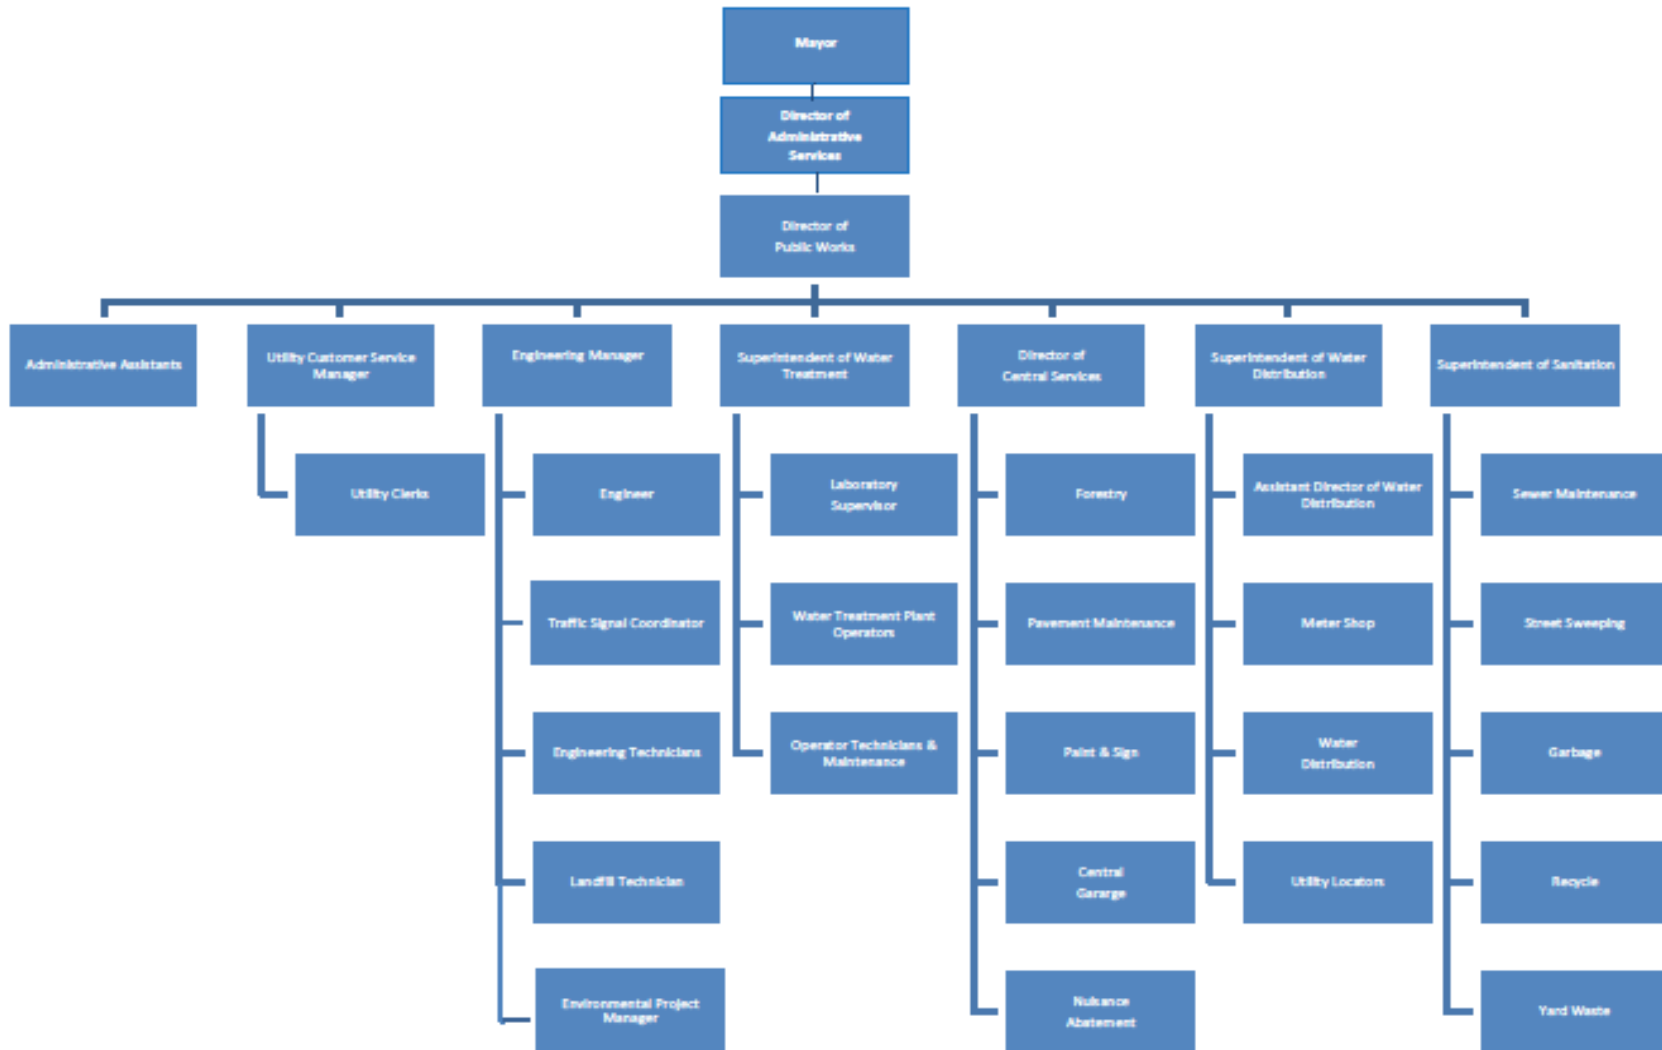 Mayor
Director of
Administrative
Services
Director of
Public Works
Administrative Assistants
Utility Customer Service
Manager
Engineering Manager
Superintendent of Water
Treatment
Director of
Central Services
Superintendent of Water
Distribution
Superintendent of Sanitation
Utility Clerks
Engineer
Laboratory
Supervisor
Forestry
Assistant Director of Water
Distribution
Sewer Maintenance
Traffic Signal Coordinator
Water Treatment Plant
Operators
Pavement Maintenance
Meter Shop
Street Sweeping
Engineering Technicians
Operator Technicians &
Maintenance
Paint & Sign
Water
Distribution
Garbage
Landfill Technician
Central
Gararge
Utility Locators
Recycle
Environmental Project
Manager
Nuisance
Abatement
Yard Waste